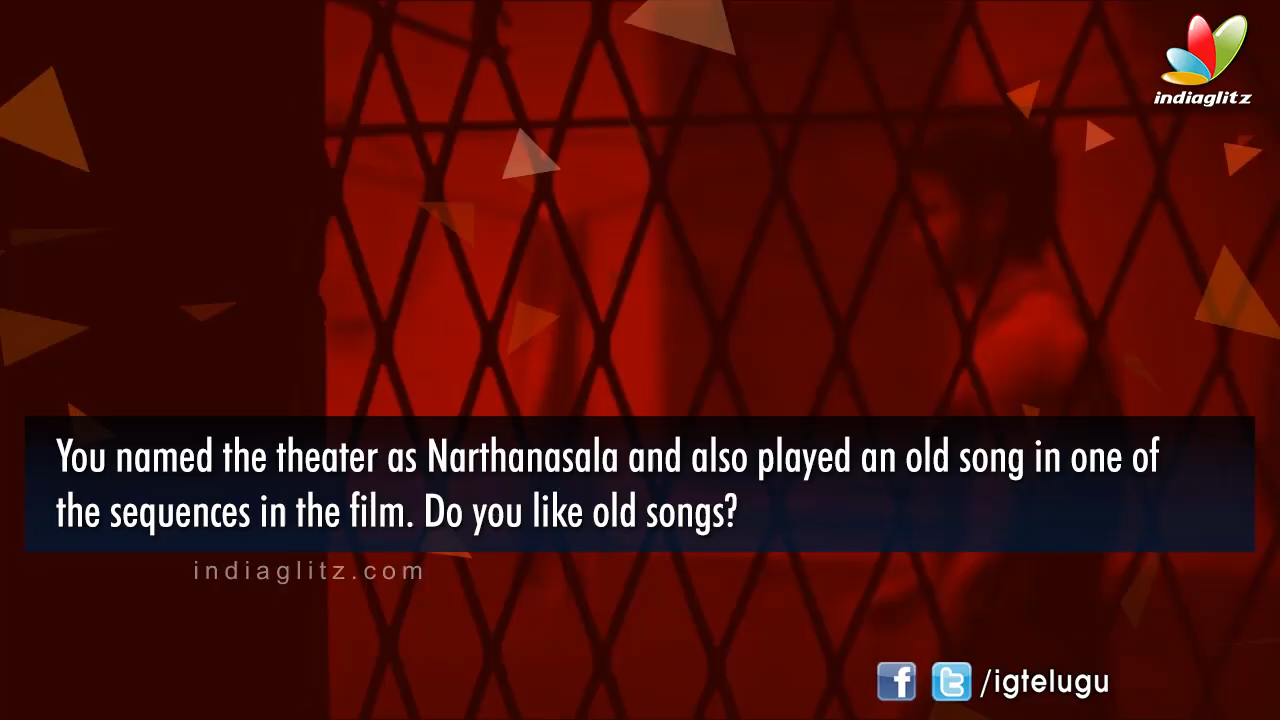 indiaglitz
You named the theater as Narthanasala and also played an old song in one of
the sequences in the film. Do you like old songs?
indiaglitz.com
f t /igtelugu